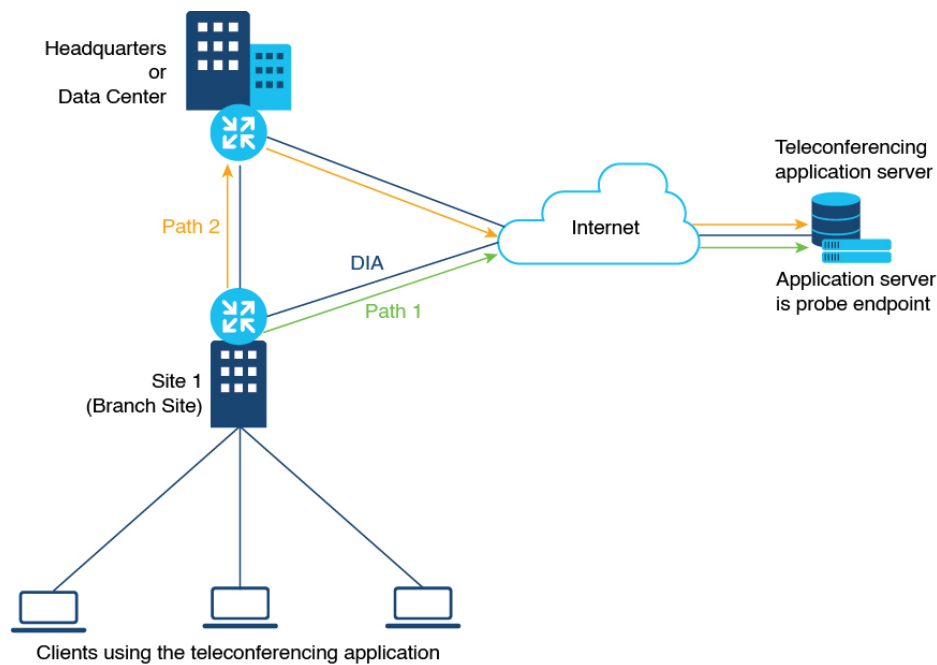 Headquarters
or
Data Center
Teleconferencing
application server
Path 2
Internet
DIA
Path 1
Application server
is probe endpoint
Site 1
(Branch Site)
Clients using the teleconferencing application